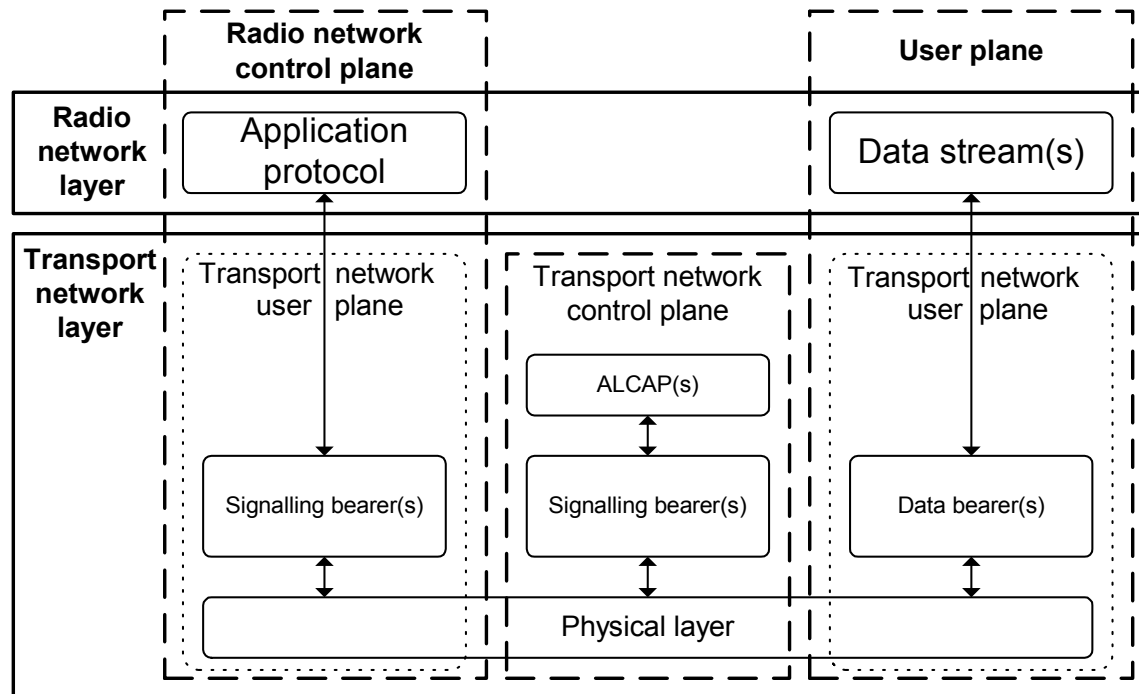 Radio network
control plane
User plane
Radio
network
layer
Application
protocol
Data stream(s)
Transport
network
layer
Transport network
user plane
Transport network
control plane
Transport network
user plane
ALCAP(s)
Signalling bearer(s)
Signalling bearer(s)
Data bearer(s)
Physical layer